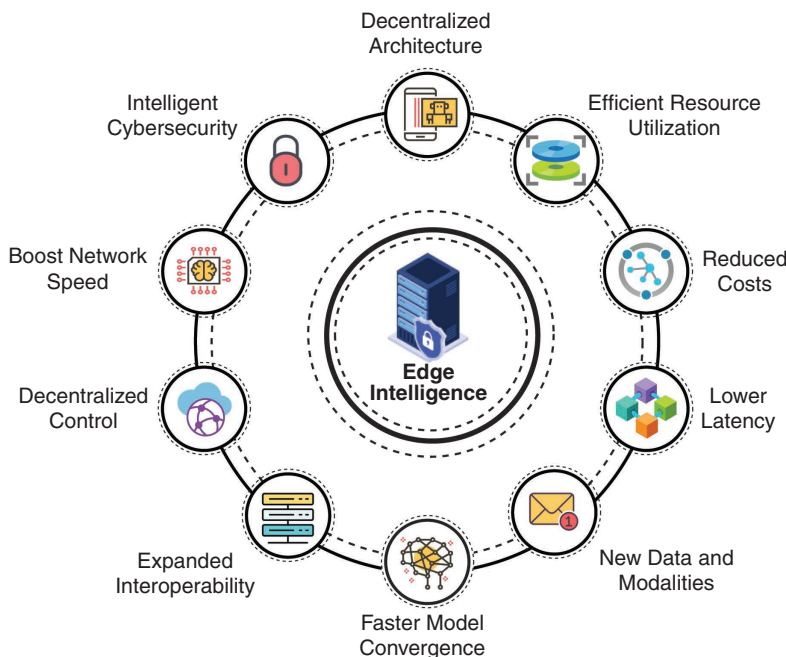 Decentralized
Architecture
Intelligent
Cybersecurity
Efficient Resource
Utilization
Boost Network
Speed
Reduced
Costs
Edge
Intelligence
Decentralized
Control
Lower
Latency
Expanded
Interoperability
New Data and
Modalities
1
Faster Model
Convergence